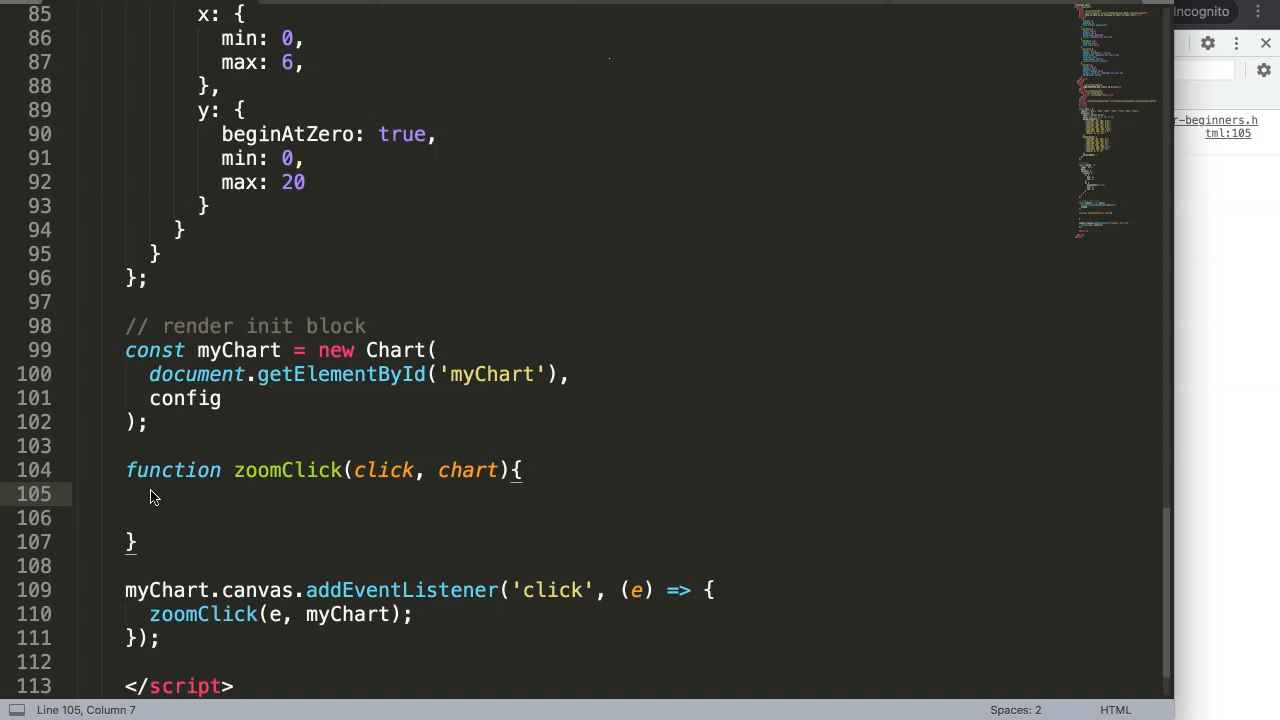 85 x: {
86 min: 0,
87 max: 6,
88 },
89 y: {
90 beginAtZero: true,
91 min: 0,
92 max: 20
93 }
94 }
95 }
96 };
97
98 // render init block
99 const myChart = new Chart(
100 document.getElementById('myChart'),
101 config
102 );
103
104 function zoomClick(click, chart){
105
106
107 }
108
109 myChart.canvas.addEventListener('click', (e) => {
110 zoomClick(e, myChart);
111 });
112
113 </script>
Line 105, Column 7
Spaces: 2
HTML
Incognito
r-beginners.h
tml:105